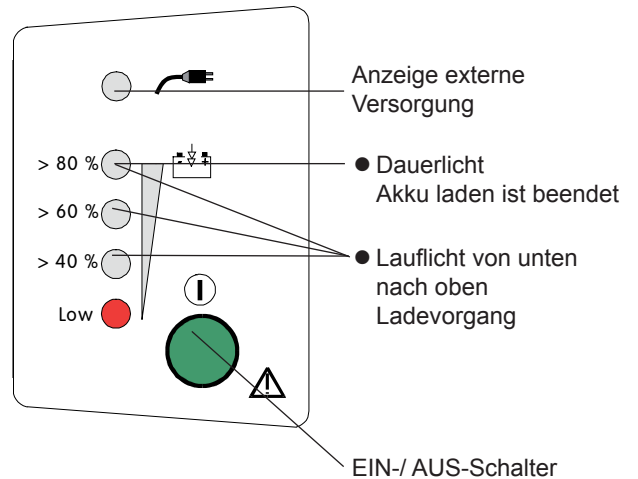 Anzeige externe
Versorgung
> 80 %
● Dauerlicht
Akku laden ist beendet
> 60 %
> 40 %
● Lauflicht von unten
nach oben
Ladevorgang
Low
EIN-/ AUS-Schalter